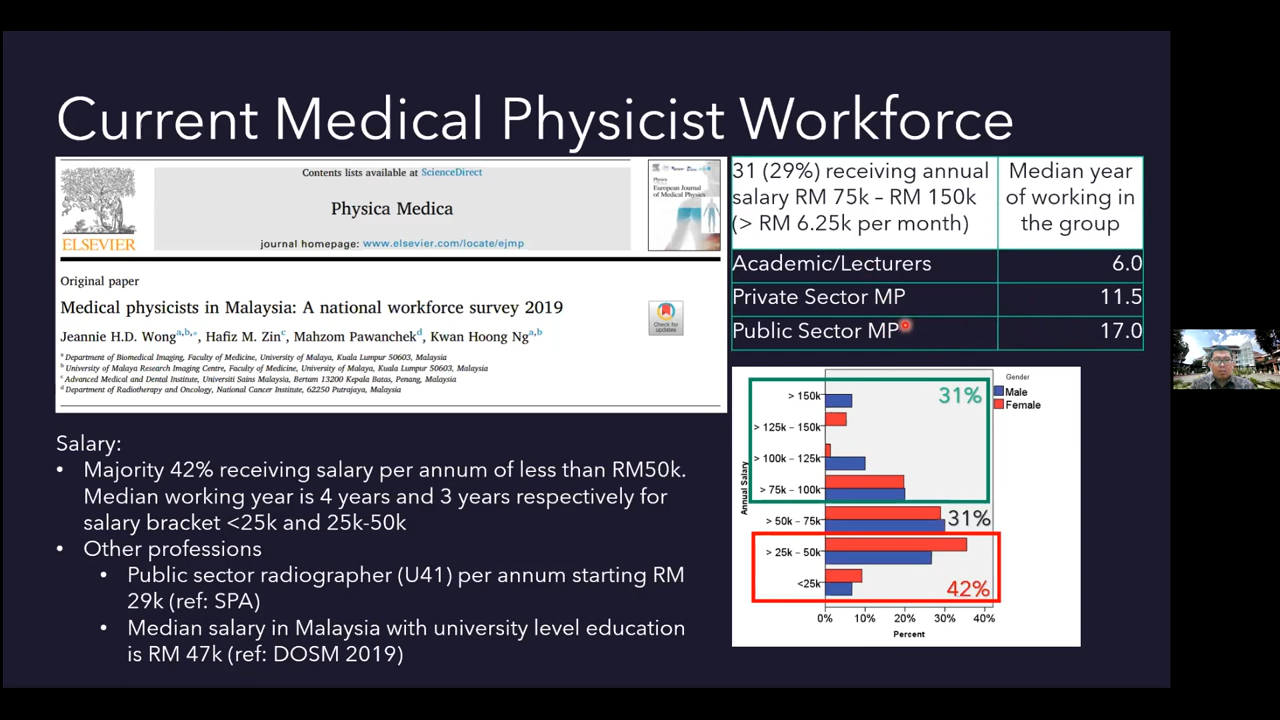 Current Medical Physicist Workforce
Contents lists available at ScienceDirect
Physica Medica
journal homepage: www.elsevier.com/locate/ejmp
ELSEVIER
Physica
European Journal
of Medical Physics
Original paper
Medical physicists in Malaysia: A national workforce survey 2019
Check for
updates
Jeannie H.D. Wong a,b,*, Hafiz M. Zin c, Mahzom Pawanchek d, Kwan Hoong Ng a,b
a Department of Biomedical Imaging, Faculty of Medicine, University of Malaya, Kuala Lumpur 50603, Malaysia
b University of Malaya Research Imaging Centre, Faculty of Medicine, University of Malaya, Kuala Lumpur 50603, Malaysia
c Advanced Medical and Dental Institute, Universiti Sains Malaysia, Bertam 13200 Kepala Batas, Penang, Malaysia
d Department of Radiotherapy and Oncology, National Cancer Institute, 62250 Putrajaya, Malaysia
Salary:
• Majority 42% receiving salary per annum of less than RM50k.
Median working year is 4 years and 3 years respectively for
salary bracket <25k and 25k-50k
• Other professions
• Public sector radiographer (U41) per annum starting RM
29k (ref: SPA)
• Median salary in Malaysia with university level education
is RM 47k (ref: DOSM 2019)
31 (29%) receiving annual
salary RM 75k – RM 150k
(> RM 6.25k per month)
Median year
of working in
the group
Academic/Lecturers 6.0
Private Sector MP 11.5
Public Sector MP 17.0
Gender
Male
Female
Annual Salary
> 150k
31%
> 125k – 150k
> 100k – 125k
> 75k – 100k
> 50k – 75k
31%
> 25k – 50k
<25k
42%
0% 10% 20% 30% 40%
Percent